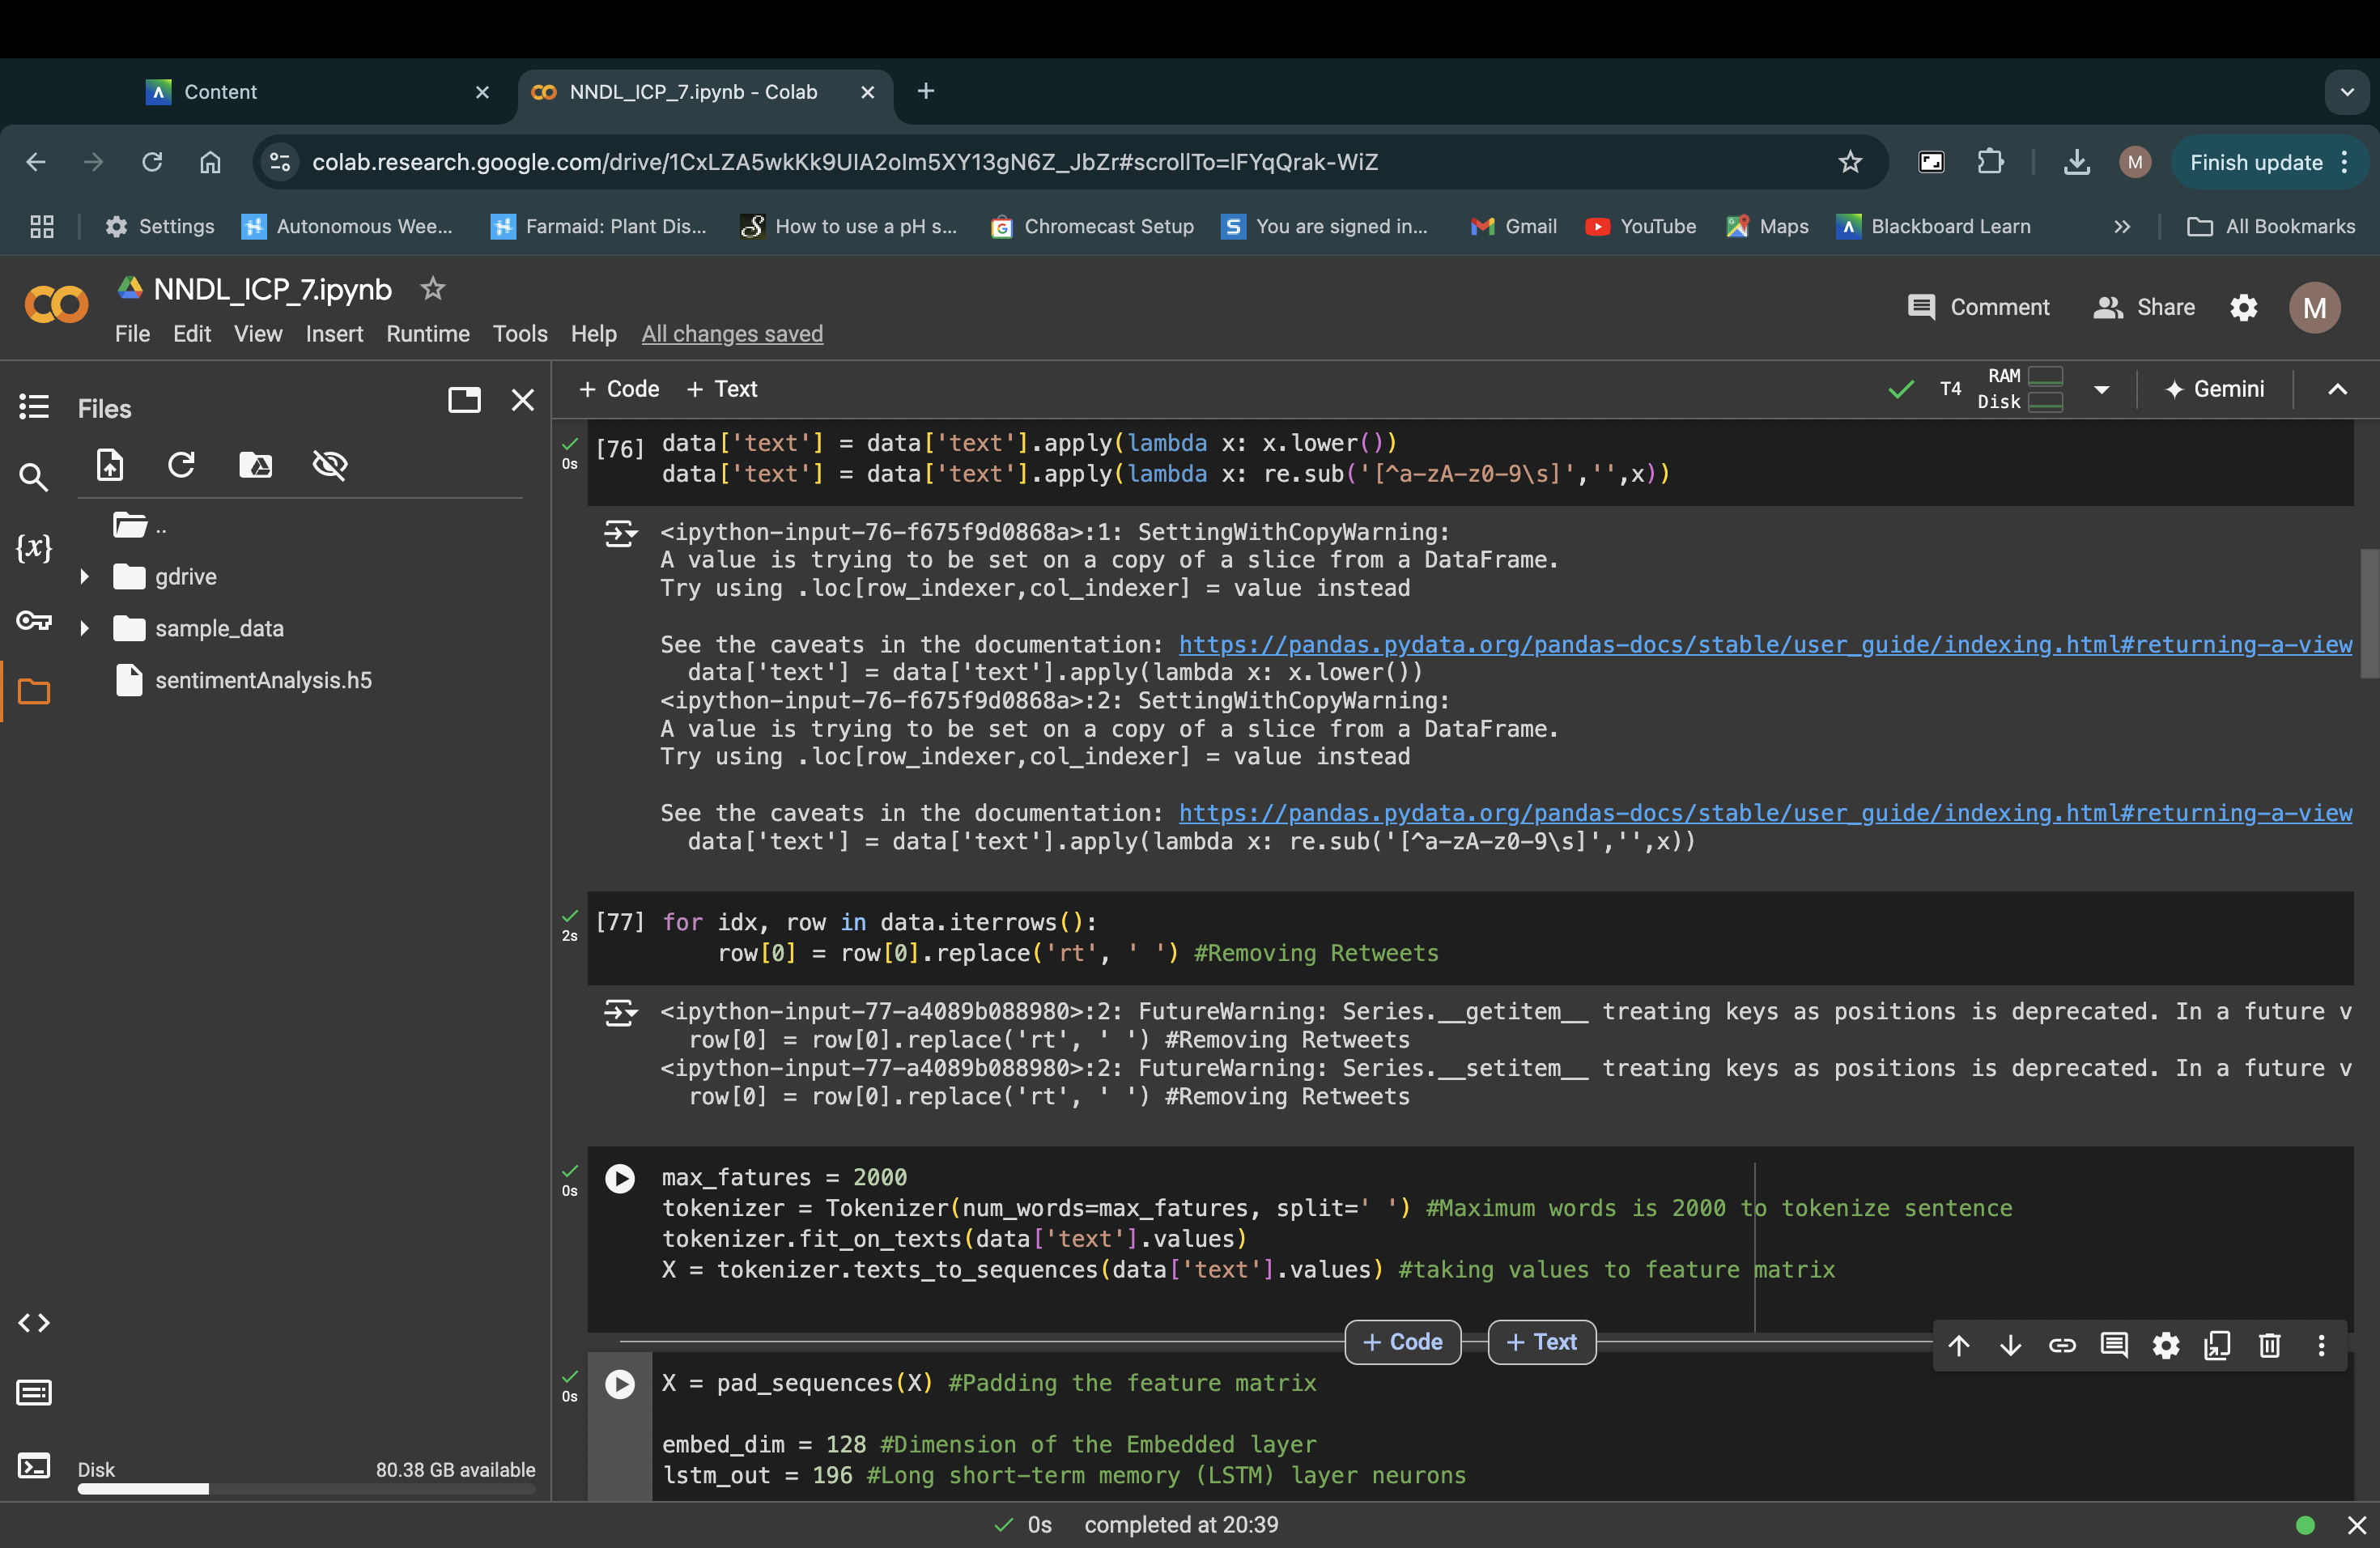 Content
NNDL_ICP_7.ipynb - Colab
colab.research.google.com/drive/1CxLZA5wkKk9UIA2oIm5XY13gN6Z_JbZr#scrollTo=lFYqQrak-WiZ
M
Finish update
Settings
Autonomous Wee...
Farmaid: Plant Dis...
How to use a pH s...
Chromecast Setup
You are signed in...
Gmail
YouTube
Maps
Blackboard Learn
All Bookmarks
NNDL_ICP_7.ipynb
Comment
Share
M
File Edit View Insert Runtime Tools Help All changes saved
Files
+ Code + Text
T4
RAM
Disk
Gemini
..
gdrive
sample_data
sentimentAnalysis.h5
{x}
Disk
80.38 GB available
0s
[76] data['text'] = data['text'].apply(lambda x: x.lower())
data['text'] = data['text'].apply(lambda x: re.sub('[^a-zA-z0-9\s]','',x))
<ipython-input-76-f675f9d0868a>:1: SettingWithCopyWarning:
A value is trying to be set on a copy of a slice from a DataFrame.
Try using .loc[row_indexer,col_indexer] = value instead
See the caveats in the documentation: https://pandas.pydata.org/pandas-docs/stable/user_guide/indexing.html#returning-a-view
data['text'] = data['text'].apply(lambda x: x.lower())
<ipython-input-76-f675f9d0868a>:2: SettingWithCopyWarning:
A value is trying to be set on a copy of a slice from a DataFrame.
Try using .loc[row_indexer,col_indexer] = value instead
See the caveats in the documentation: https://pandas.pydata.org/pandas-docs/stable/user_guide/indexing.html#returning-a-view
data['text'] = data['text'].apply(lambda x: re.sub('[^a-zA-z0-9\s]','',x))
2s
[77] for idx, row in data.iterrows():
row[0] = row[0].replace('rt', ' ') #Removing Retweets
<ipython-input-77-a4089b088980>:2: FutureWarning: Series.__getitem__ treating keys as positions is deprecated. In a future v
row[0] = row[0].replace('rt', ' ') #Removing Retweets
<ipython-input-77-a4089b088980>:2: FutureWarning: Series.__setitem__ treating keys as positions is deprecated. In a future v
row[0] = row[0].replace('rt', ' ') #Removing Retweets
0s
max_fatures = 2000
tokenizer = Tokenizer(num_words=max_fatures, split=' ') #Maximum words is 2000 to tokenize sentence
tokenizer.fit_on_texts(data['text'].values)
X = tokenizer.texts_to_sequences(data['text'].values) #taking values to feature matrix
+ Code + Text
0s
X = pad_sequences(X) #Padding the feature matrix
embed_dim = 128 #Dimension of the Embedded layer
lstm_out = 196 #Long short-term memory (LSTM) layer neurons
0s completed at 20:39